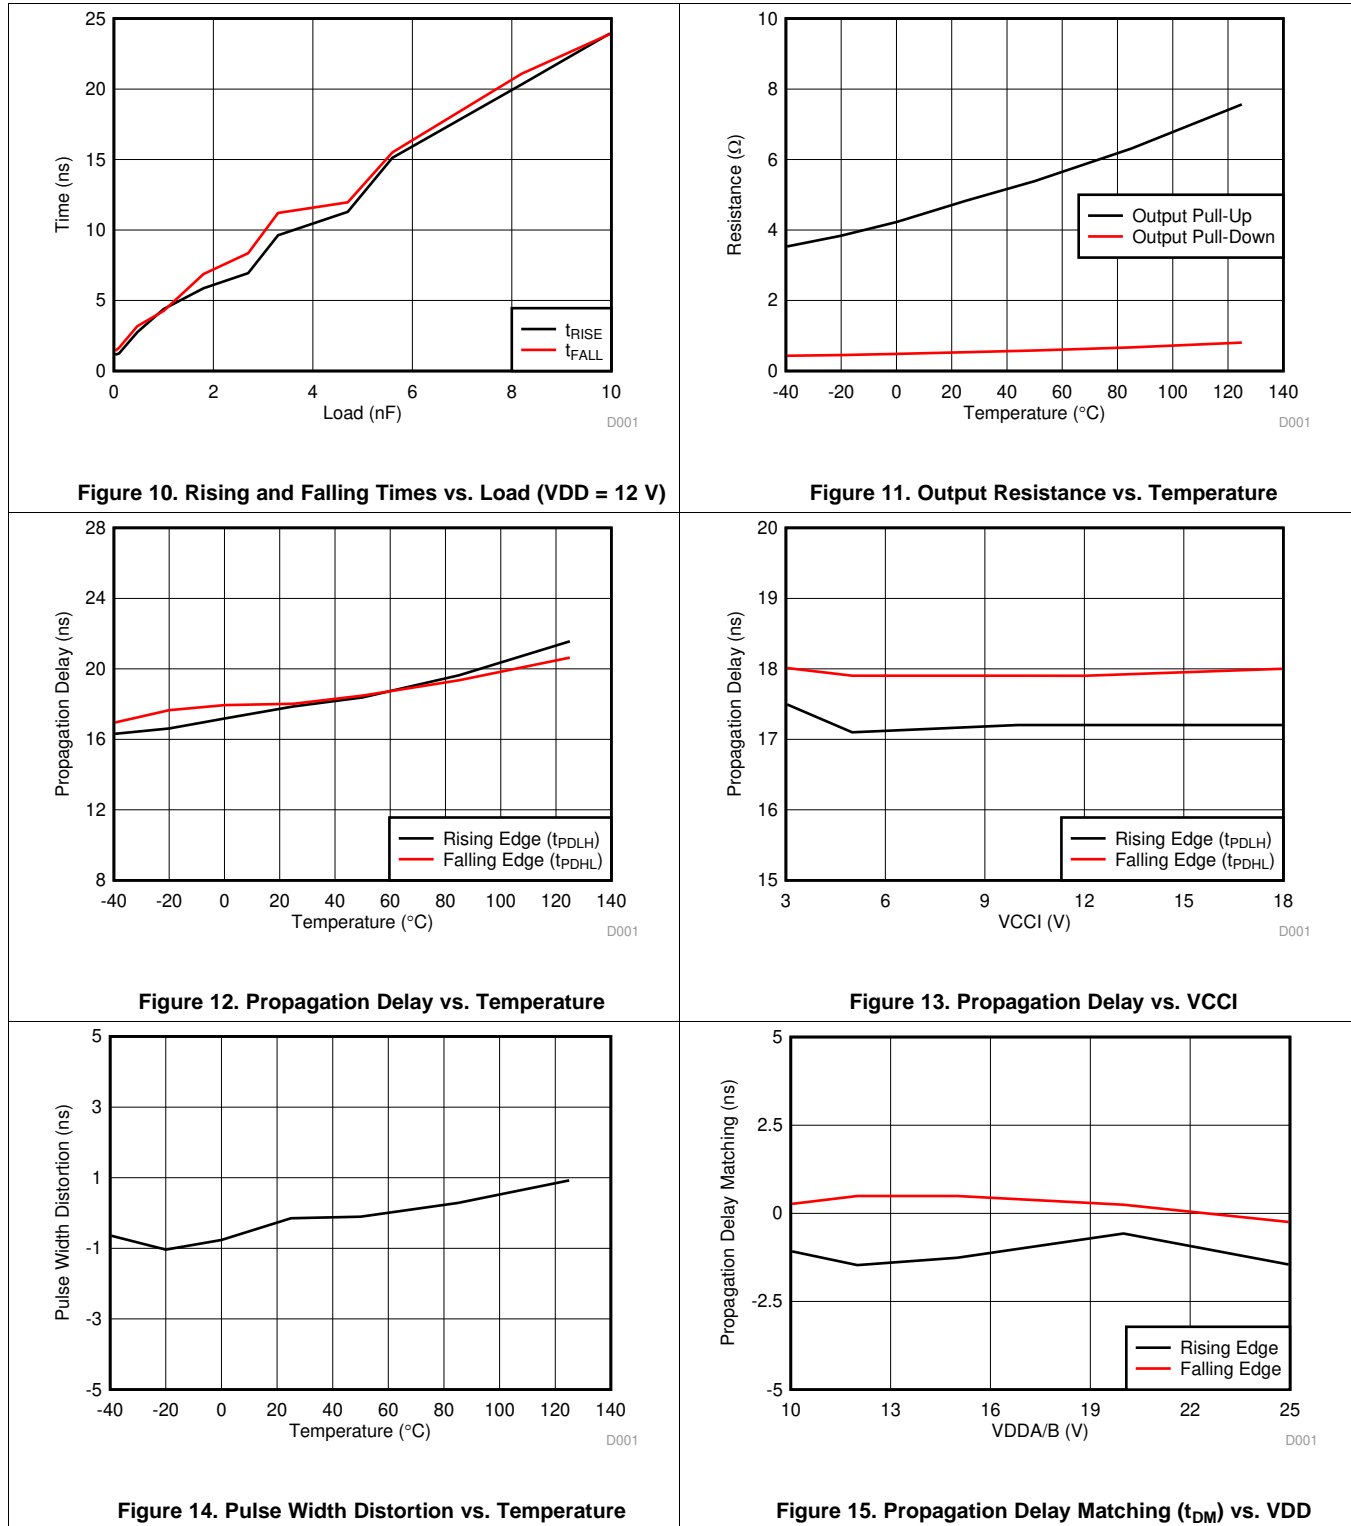 25
20
15
10
5
0
0 2 4 6 8 10
Time (ns)
Load (nF)
tRISE
tFALL
D001
Figure 10. Rising and Falling Times vs. Load (VDD = 12 V)
10
8
6
4
2
0
-40 -20 0 20 40 60 80 100 120 140
Resistance (Ω)
Temperature (°C)
Output Pull-Up
Output Pull-Down
D001
Figure 11. Output Resistance vs. Temperature
28
24
20
16
12
8
-40 -20 0 20 40 60 80 100 120 140
Propagation Delay (ns)
Temperature (°C)
Rising Edge (tPDLH)
Falling Edge (tPDHL)
D001
Figure 12. Propagation Delay vs. Temperature
20
19
18
17
16
15
3 6 9 12 15 18
Propagation Delay (ns)
VCCI (V)
Rising Edge (tPDLH)
Falling Edge (tPDHL)
D001
Figure 13. Propagation Delay vs. VCCI
5
3
1
-1
-3
-5
-40 -20 0 20 40 60 80 100 120 140
Pulse Width Distortion (ns)
Temperature (°C)
D001
Figure 14. Pulse Width Distortion vs. Temperature
5
2.5
0
-2.5
-5
10 13 16 19 22 25
Propagation Delay Matching (ns)
VDDA/B (V)
Rising Edge
Falling Edge
D001
Figure 15. Propagation Delay Matching (tDM) vs. VDD